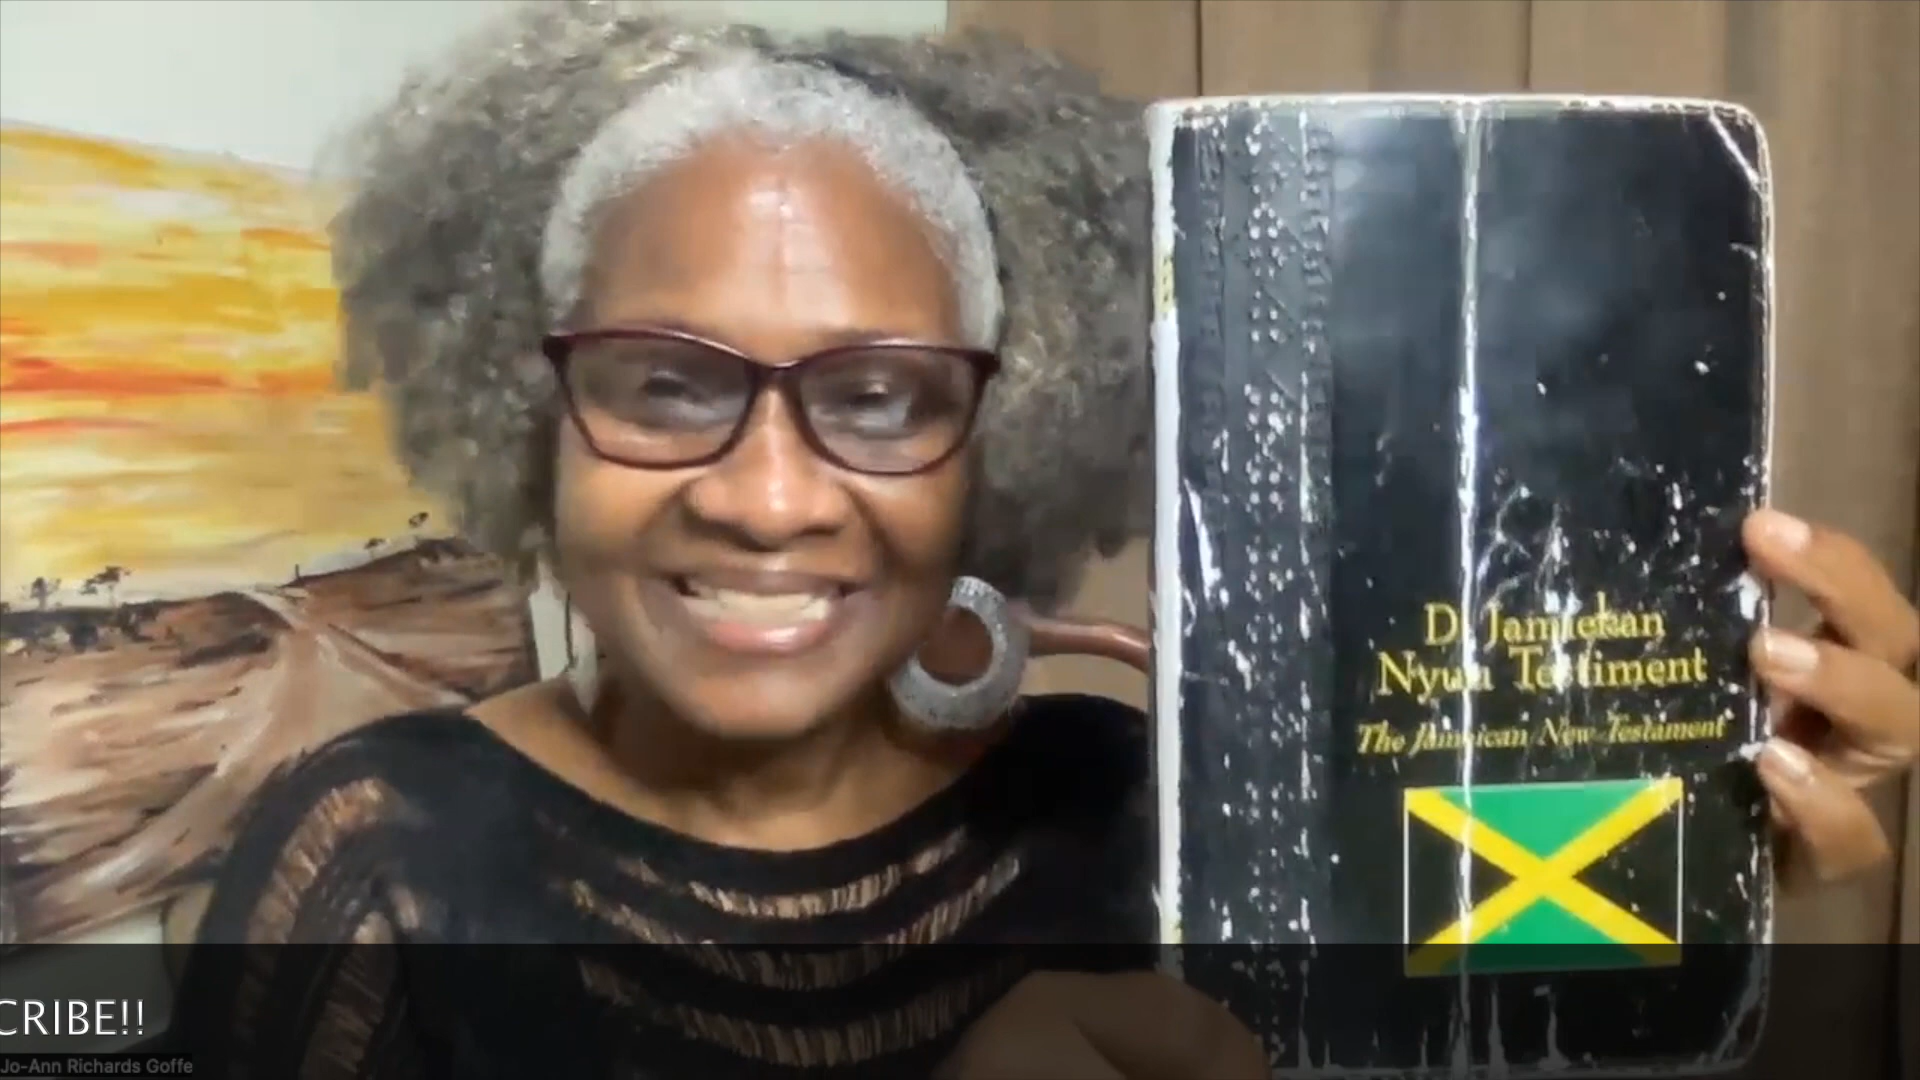 Di Jamiekan
Nyuu Testiment
The Jamaican New Testament
CRIBE!!
Jo-Ann Richards Goffe